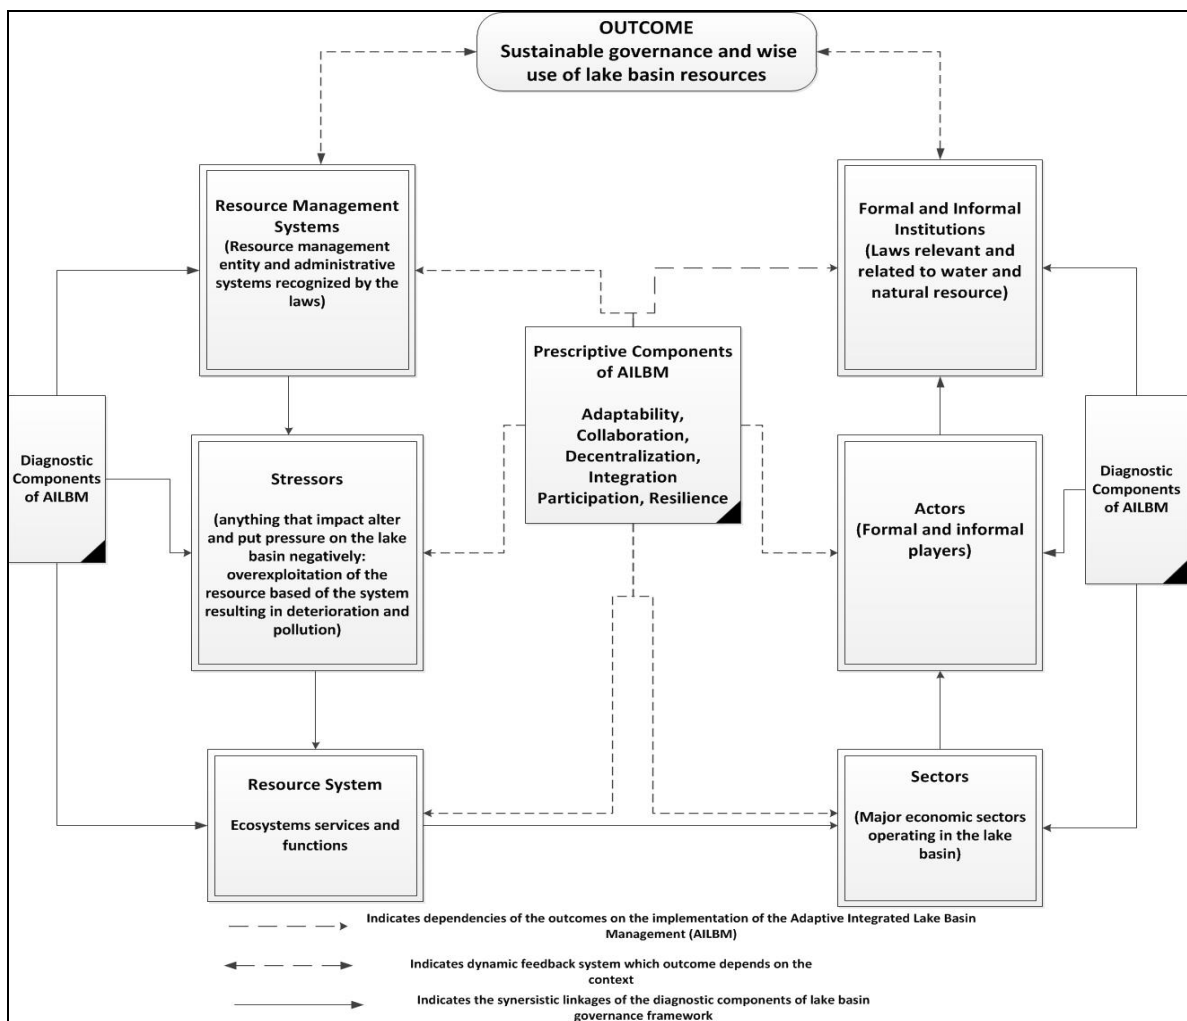 OUTCOME
Sustainable governance and wise
use of lake basin resources
Resource Management
Systems
(Resource management
entity and administrative
systems recognized by the
laws)
Formal and Informal
Institutions
(Laws relevant and
related to water and
natural resource)
Prescriptive Components
of AILBM
Adaptability,
Collaboration,
Decentralization,
Integration
Participation, Resilience
Diagnostic
Components
of AILBM
Stressors
(anything that impact alter
and put pressure on the lake
basin negatively:
overexploitation of the
resource based of the system
resulting in deterioration and
pollution)
Actors
(Formal and informal
players)
Diagnostic
Components
of AILBM
Resource System
Ecosystems services and
functions
Sectors
(Major economic sectors
operating in the lake
basin)
Indicates dependencies of the outcomes on the implementation of the Adaptive Integrated Lake Basin
Management (AILBM)
Indicates dynamic feedback system which outcome depends on the
context
Indicates the synersistic linkages of the diagnostic components of lake basin
governance framework